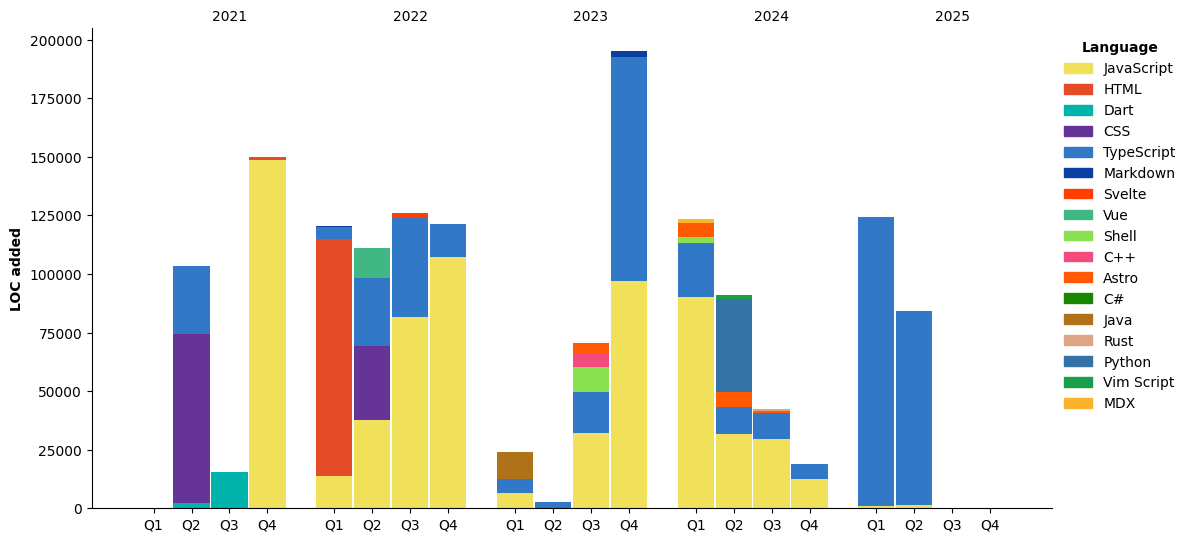 2021 2022 2023 2024 2025
200000
175000
150000
125000
100000
75000
50000
25000
0
LOC added
Q1 Q2 Q3 Q4 Q1 Q2 Q3 Q4 Q1 Q2 Q3 Q4 Q1 Q2 Q3 Q4 Q1 Q2 Q3 Q4
Language
JavaScript
HTML
Dart
CSS
TypeScript
Markdown
Svelte
Vue
Shell
C++
Astro
C#
Java
Rust
Python
Vim Script
MDX